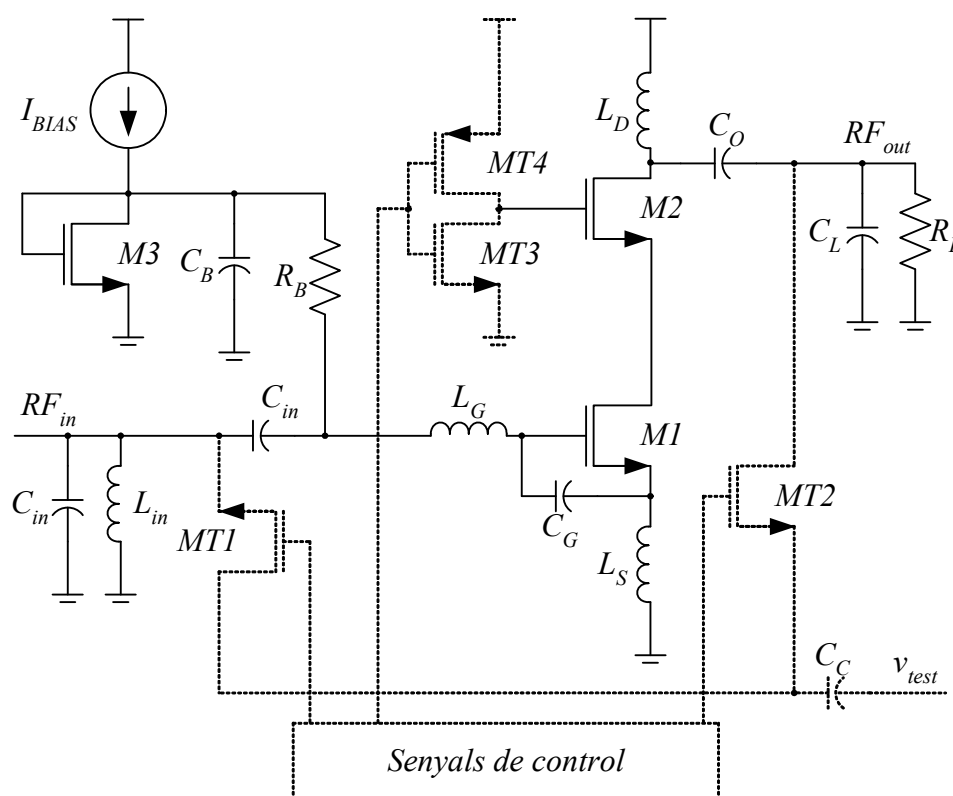 I_BIAS
M3
C_B
R_B
MT4
MT3
L_D
M2
C_O
RF_out
C_L
RF_in
C_in
L_G
M1
MT2
C_in
L_in
MT1
C_G
L_S
C_C
v_test
Senyals de control